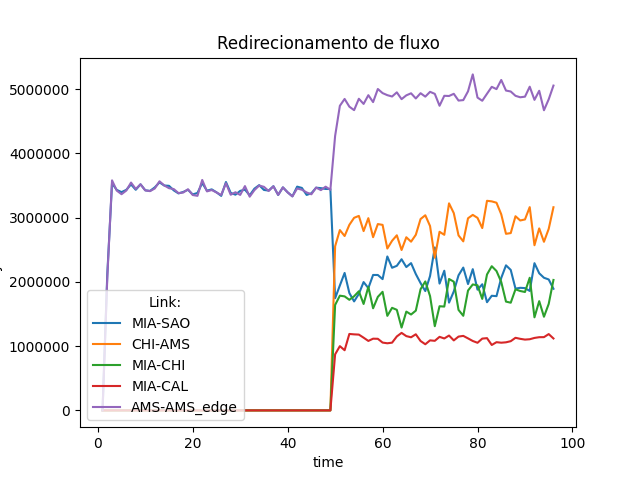 Redirecionamento de fluxo
5000000
4000000
3000000
2000000
1000000
0
Link:
MIA-SAO
CHI-AMS
MIA-CHI
MIA-CAL
AMS-AMS_edge
0 20 40 60 80 100
time